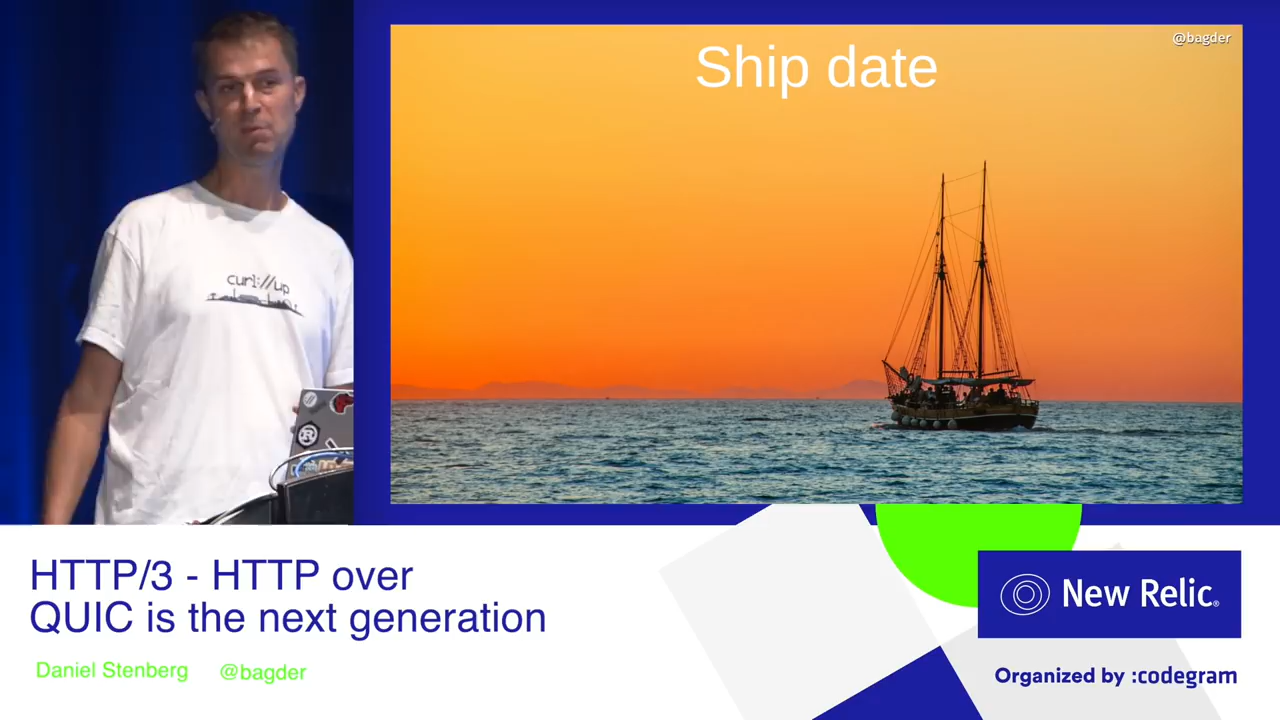 @bagder
Ship date
curl://up
HTTP/3 - HTTP over
QUIC is the next generation
Daniel Stenberg @bagder
New Relic®
Organized by :codegram